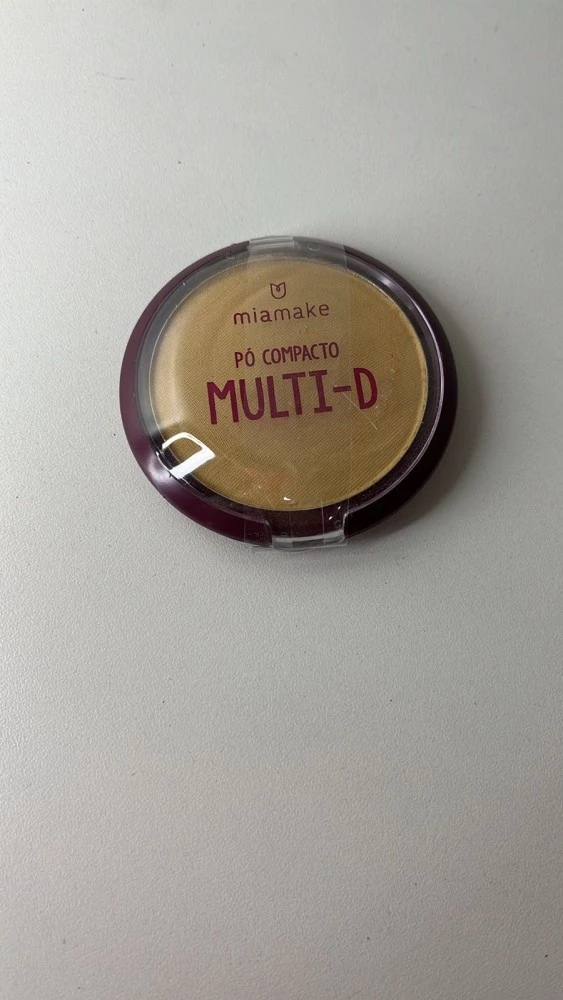 miamake
PÓ COMPACTO
MULTI-D